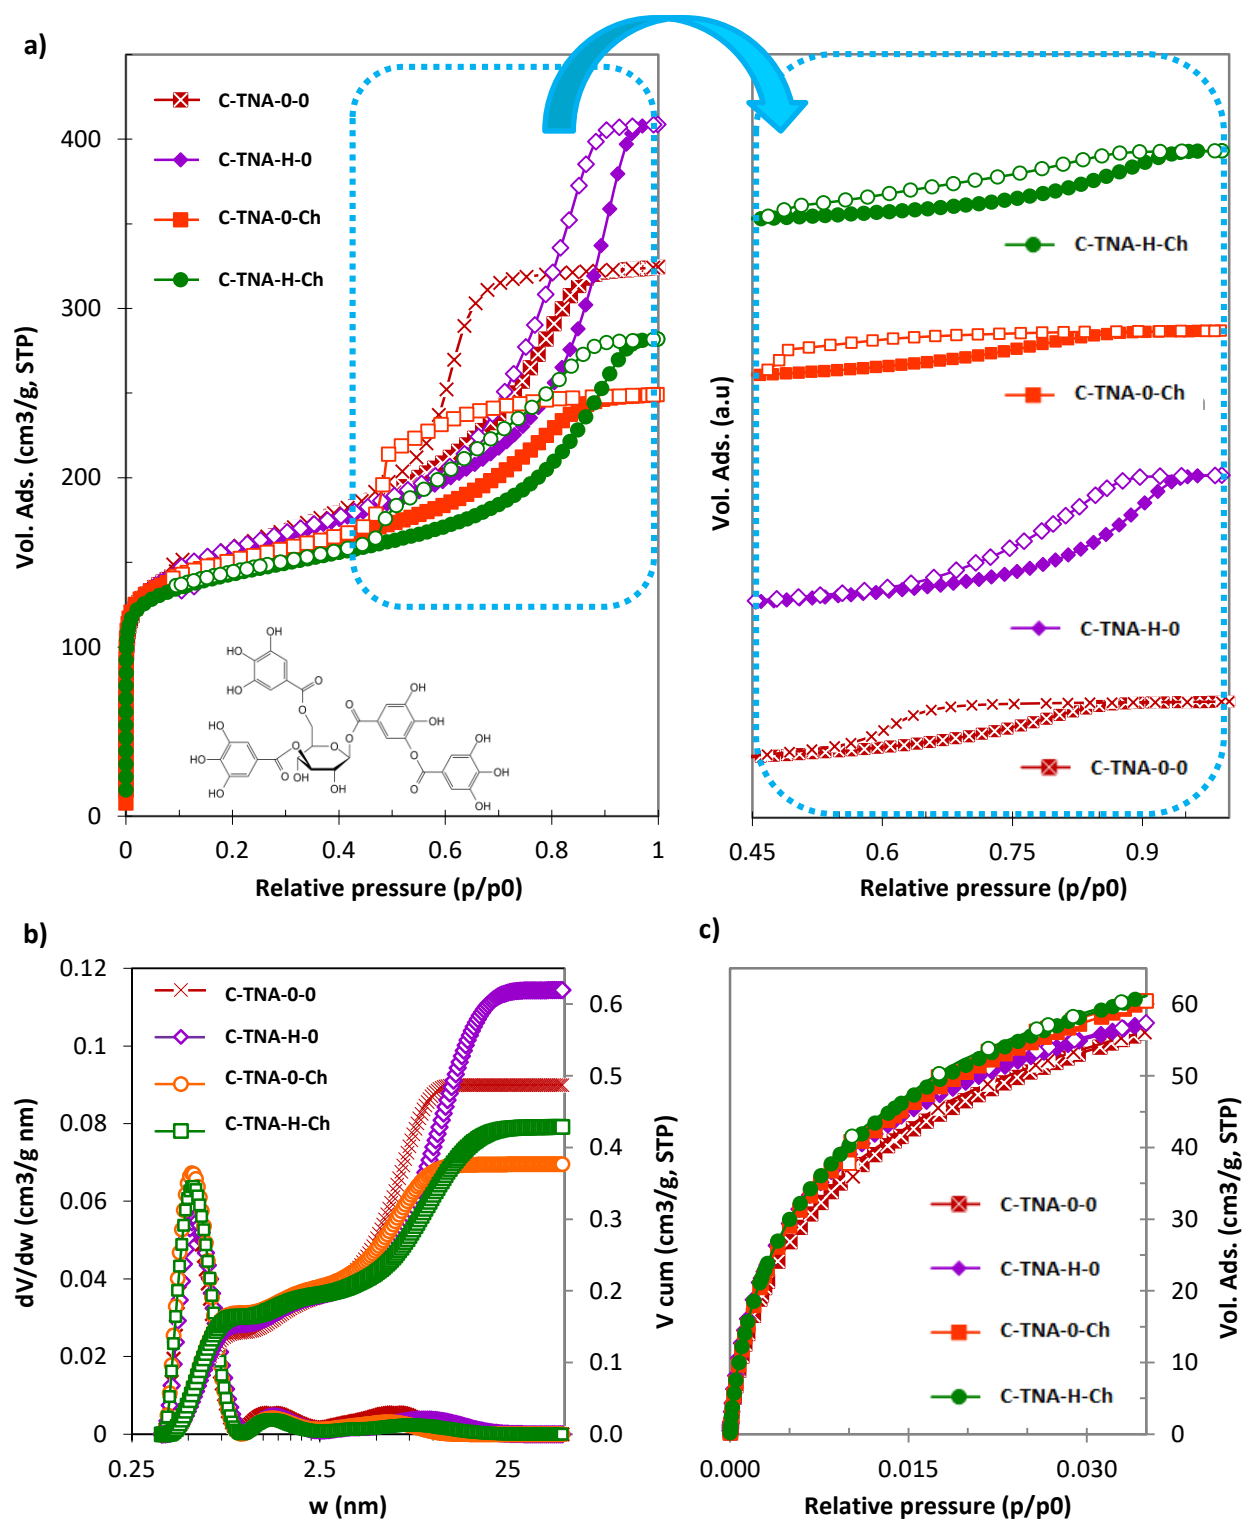 a)
C-TNA-0-0
C-TNA-H-0
C-TNA-0-Ch
C-TNA-H-Ch
400
300
200
100
0
Vol. Ads. (cm3/g, STP)
0 0.2 0.4 0.6 0.8 1
Relative pressure (p/p0)
OH
HO
HO
O
O
OH
HO
HO
HO
O
O
O
OH
OH
O
O
OH
OH
O
O
OH
OH
OH
C-TNA-H-Ch
C-TNA-0-Ch
C-TNA-H-0
C-TNA-0-0
Vol. Ads. (a.u)
0.45 0.6 0.75 0.9
Relative pressure (p/p0)
b)
C-TNA-0-0
C-TNA-H-0
C-TNA-0-Ch
C-TNA-H-Ch
0.12
0.1
0.08
0.06
0.04
0.02
0
dV/dw (cm3/g nm)
0.6
0.5
0.4
0.3
0.2
0.1
0.0
V cum (cm3/g, STP)
0.25 2.5 25
w (nm)
c)
C-TNA-0-0
C-TNA-H-0
C-TNA-0-Ch
C-TNA-H-Ch
60
50
40
30
20
10
0
Vol. Ads. (cm3/g, STP)
0.000 0.015 0.030
Relative pressure (p/p0)